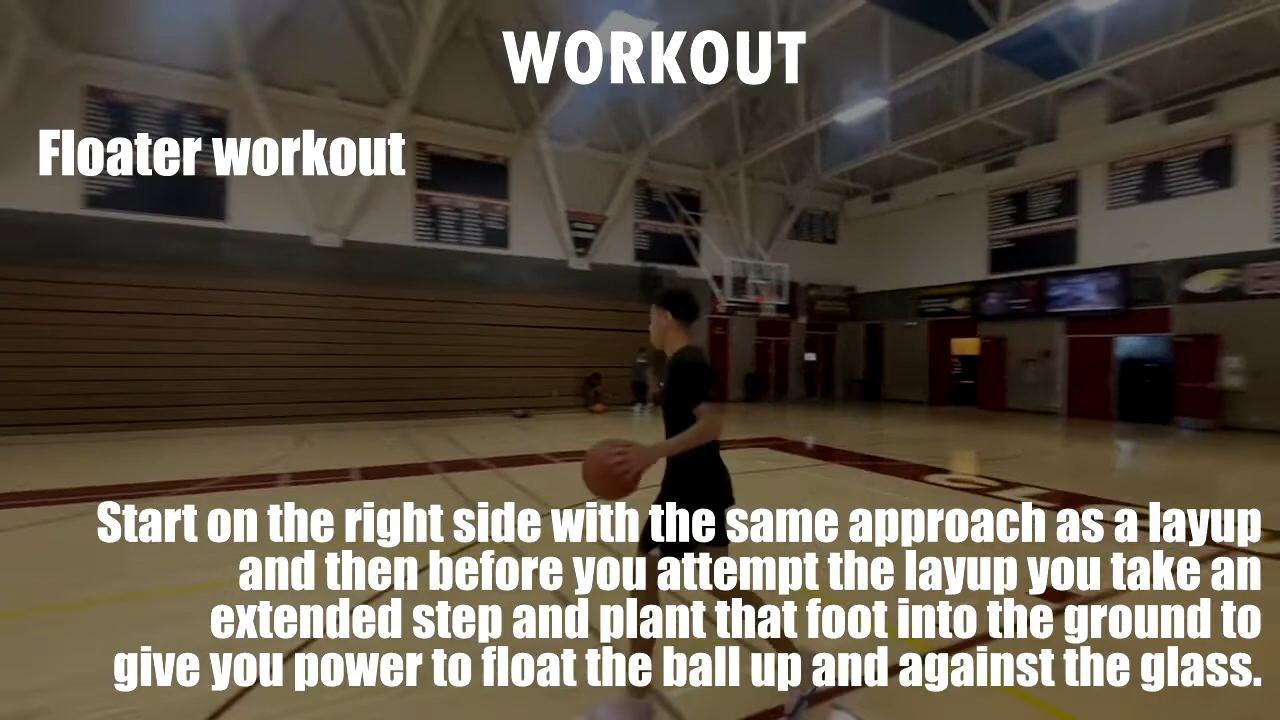 WORKOUT
Floater workout
Start on the right side with the same approach as a layup
and then before you attempt the layup you take an
extended step and plant that foot into the ground to
give you power to float the ball up and against the glass.